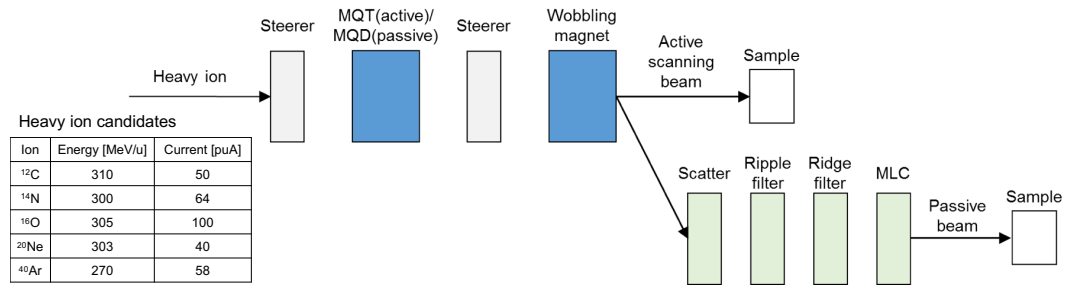 Steerer
MQT(active)/
MQD(passive)
Steerer
Wobbling
magnet
Active
scanning
beam
Sample
Heavy ion
Heavy ion candidates
Ion Energy [MeV/u] Current [puA]
¹²C 310 50
¹⁴N 300 64
¹⁶O 305 100
²⁰Ne 303 40
⁴⁰Ar 270 58
Scatter
Ripple
filter
Ridge
filter
MLC
Passive
beam
Sample